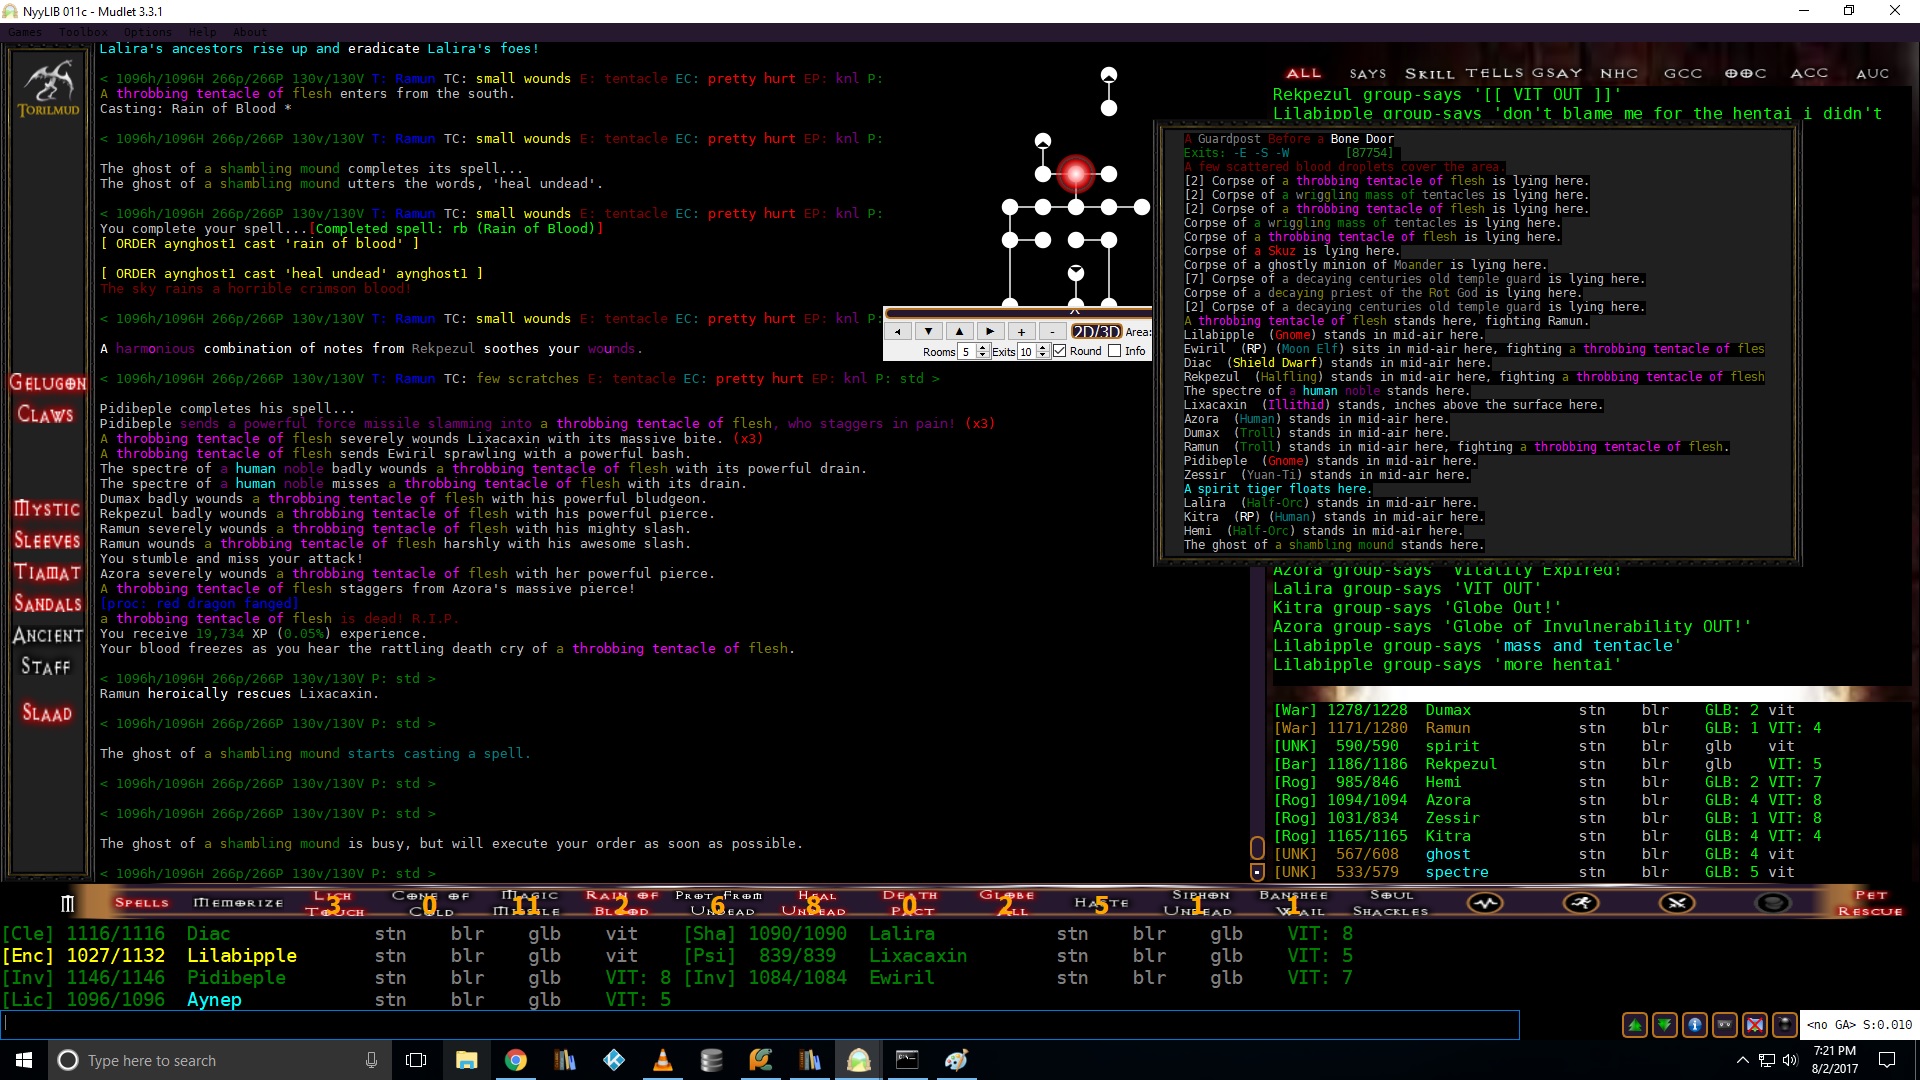 NyyLIB 011c - Mudlet 3.3.1
Games Toolbox Options Help About
TORILMUD
GELUGON
CLAWS
MYSTIC
SLEEVES
TIAMAT
SANDALS
ANCIENT
STAFF
SLAAD
Lalira's ancestors rise up and eradicate Lalira's foes!
< 1096h/1096H 266p/266P 130v/130V T: Ramun TC: small wounds E: tentacle EC: pretty hurt EP: knl P:
A throbbing tentacle of flesh enters from the south.
Casting: Rain of Blood *
< 1096h/1096H 266p/266P 130v/130V T: Ramun TC: small wounds E: tentacle EC: pretty hurt EP: knl P:
The ghost of a shambling mound completes its spell...
The ghost of a shambling mound utters the words, 'heal undead'.
< 1096h/1096H 266p/266P 130v/130V T: Ramun TC: small wounds E: tentacle EC: pretty hurt EP: knl P:
You complete your spell...[Completed spell: rb (Rain of Blood)]
[ ORDER aynghost1 cast 'rain of blood' ]
[ ORDER aynghost1 cast 'heal undead' aynghost1 ]
The sky rains a horrible crimson blood!
< 1096h/1096H 266p/266P 130v/130V T: Ramun TC: small wounds E: tentacle EC: pretty hurt EP: knl P:
A harmonious combination of notes from Rekpezul soothes your wounds.
< 1096h/1096H 266p/266P 130v/130V T: Ramun TC: few scratches E: tentacle EC: pretty hurt EP: knl P: std >
Pidibeple completes his spell...
Pidibeple sends a powerful force missile slamming into a throbbing tentacle of flesh, who staggers in pain! (x3)
A throbbing tentacle of flesh severely wounds Lixacaxin with its massive bite. (x3)
A throbbing tentacle of flesh sends Ewiril sprawling with a powerful bash.
The spectre of a human noble badly wounds a throbbing tentacle of flesh with its powerful drain.
The spectre of a human noble misses a throbbing tentacle of flesh with its drain.
Dumax badly wounds a throbbing tentacle of flesh with his powerful bludgeon.
Rekpezul badly wounds a throbbing tentacle of flesh with his powerful pierce.
Ramun severely wounds a throbbing tentacle of flesh with his mighty slash.
Ramun wounds a throbbing tentacle of flesh harshly with his awesome slash.
You stumble and miss your attack!
Azora severely wounds a throbbing tentacle of flesh with her powerful pierce.
A throbbing tentacle of flesh staggers from Azora's massive pierce!
[proc: red dragon fanged]
a throbbing tentacle of flesh is dead! R.I.P.
You receive 19,734 XP (0.05%) experience.
Your blood freezes as you hear the rattling death cry of a throbbing tentacle of flesh.
< 1096h/1096H 266p/266P 130v/130V P: std >
Ramun heroically rescues Lixacaxin.
< 1096h/1096H 266p/266P 130v/130V P: std >
The ghost of a shambling mound starts casting a spell.
< 1096h/1096H 266p/266P 130v/130V P: std >
< 1096h/1096H 266p/266P 130v/130V P: std >
The ghost of a shambling mound is busy, but will execute your order as soon as possible.
< 1096h/1096H 266p/266P 130v/130V P: std >
2D/3D Area:
Rooms 5 Exits 10 Round Info
ALL SAYS SKILL TELLS GSAY NHC GCC OOC ACC AUC
Rekpezul group-says '[[ VIT OUT ]]'
Lilabipple group-says 'don't blame me for the hentai i didn't
A Guardpost Before a Bone Door
Exits: -E -S -W [87754]
A few scattered blood droplets cover the area.
[2] Corpse of a throbbing tentacle of flesh is lying here.
[2] Corpse of a wriggling mass of tentacles is lying here.
[2] Corpse of a throbbing tentacle of flesh is lying here.
Corpse of a wriggling mass of tentacles is lying here.
Corpse of a throbbing tentacle of flesh is lying here.
Corpse of a Skuz is lying here.
Corpse of a ghostly minion of Moander is lying here.
[7] Corpse of a decaying centuries old temple guard is lying here.
Corpse of a decaying priest of the Rot God is lying here.
[2] Corpse of a decaying centuries old temple guard is lying here.
A throbbing tentacle of flesh stands here, fighting Ramun.
Lilabipple (Gnome) stands in mid-air here.
Ewiril (RP) (Moon Elf) sits in mid-air here, fighting a throbbing tentacle of fles
Diac (Shield Dwarf) stands in mid-air here.
Rekpezul (Halfling) stands in mid-air here, fighting a throbbing tentacle of flesh
The spectre of a human noble stands here.
Lixacaxin (Illithid) stands, inches above the surface here.
Azora (Human) stands in mid-air here.
Dumax (Troll) stands in mid-air here.
Ramun (Troll) stands in mid-air here, fighting a throbbing tentacle of flesh.
Pidibeple (Gnome) stands in mid-air here.
Zessir (Yuan-Ti) stands in mid-air here.
A spirit tiger floats here.
Lalira (Half-Orc) stands in mid-air here.
Kitra (RP) (Human) stands in mid-air here.
Hemi (Half-Orc) stands in mid-air here.
The ghost of a shambling mound stands here.
Azora group-says 'Vitality Expired!'
Lalira group-says 'VIT OUT'
Kitra group-says 'Globe Out!'
Azora group-says 'Globe of Invulnerability OUT!'
Lilabipple group-says 'mass and tentacle'
Lilabipple group-says 'more hentai'
[War] 1278/1228 Dumax stn blr GLB: 2 vit
[War] 1171/1280 Ramun stn blr GLB: 1 VIT: 4
[UNK] 590/590 spirit stn blr glb vit
[Bar] 1186/1186 Rekpezul stn blr glb VIT: 5
[Rog] 985/846 Hemi stn blr GLB: 2 VIT: 7
[Rog] 1094/1094 Azora stn blr GLB: 4 VIT: 8
[Rog] 1031/834 Zessir stn blr GLB: 1 VIT: 8
[Rog] 1165/1165 Kitra stn blr GLB: 4 VIT: 4
[UNK] 567/608 ghost stn blr GLB: 4 vit
[UNK] 533/579 spectre stn blr GLB: 5 vit
SPELLS MEMORIZE LICH TOUCH 3 CONE OF COLD 0 MAGIC MISSILE 11 RAIN OF BLOOD 2 PROT FROM UNDEAD 6 HEAL UNDEAD 8 DEATH PACT 0 GLOBE ALL 2 HASTE 5 SIPHON UNDEAD 1 BANSHEE WAIL 1 SOUL SHACKLES PET RESCUE
[Cle] 1116/1116 Diac stn blr glb vit [Sha] 1090/1090 Lalira stn blr glb VIT: 8
[Enc] 1027/1132 Lilabipple stn blr glb vit [Psi] 839/839 Lixacaxin stn blr glb VIT: 5
[Inv] 1146/1146 Pidibeple stn blr glb VIT: 8 [Inv] 1084/1084 Ewiril stn blr glb VIT: 7
[Lic] 1096/1096 Aynep stn blr glb VIT: 5
<no GA> S:0.010
Type here to search
7:21 PM
8/2/2017